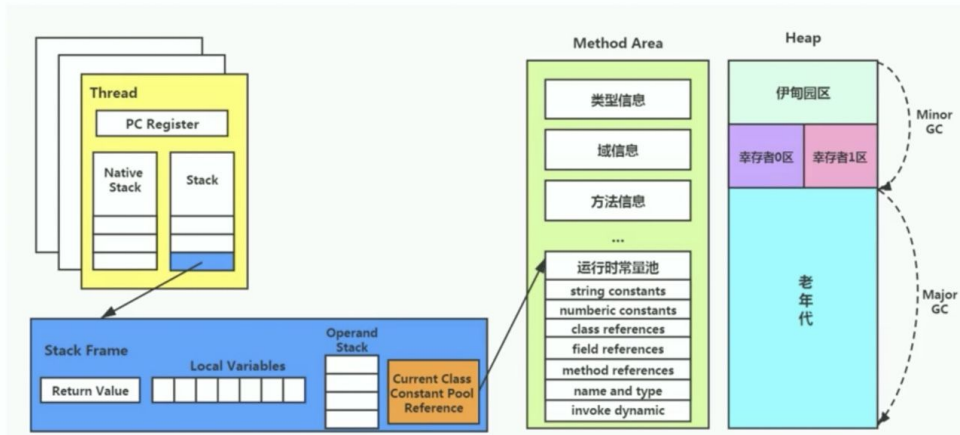 Thread
PC Register
Native
Stack
Stack
Stack Frame
Return Value
Local Variables
Operand
Stack
Current Class
Constant Pool
Reference
Method Area
类型信息
域信息
方法信息
...
运行时常量池
string constants
numberic constants
class references
field references
method references
name and type
invoke dynamic
Heap
伊甸园区
幸存者0区
幸存者1区
老
年
代
Minor
GC
Major
GC